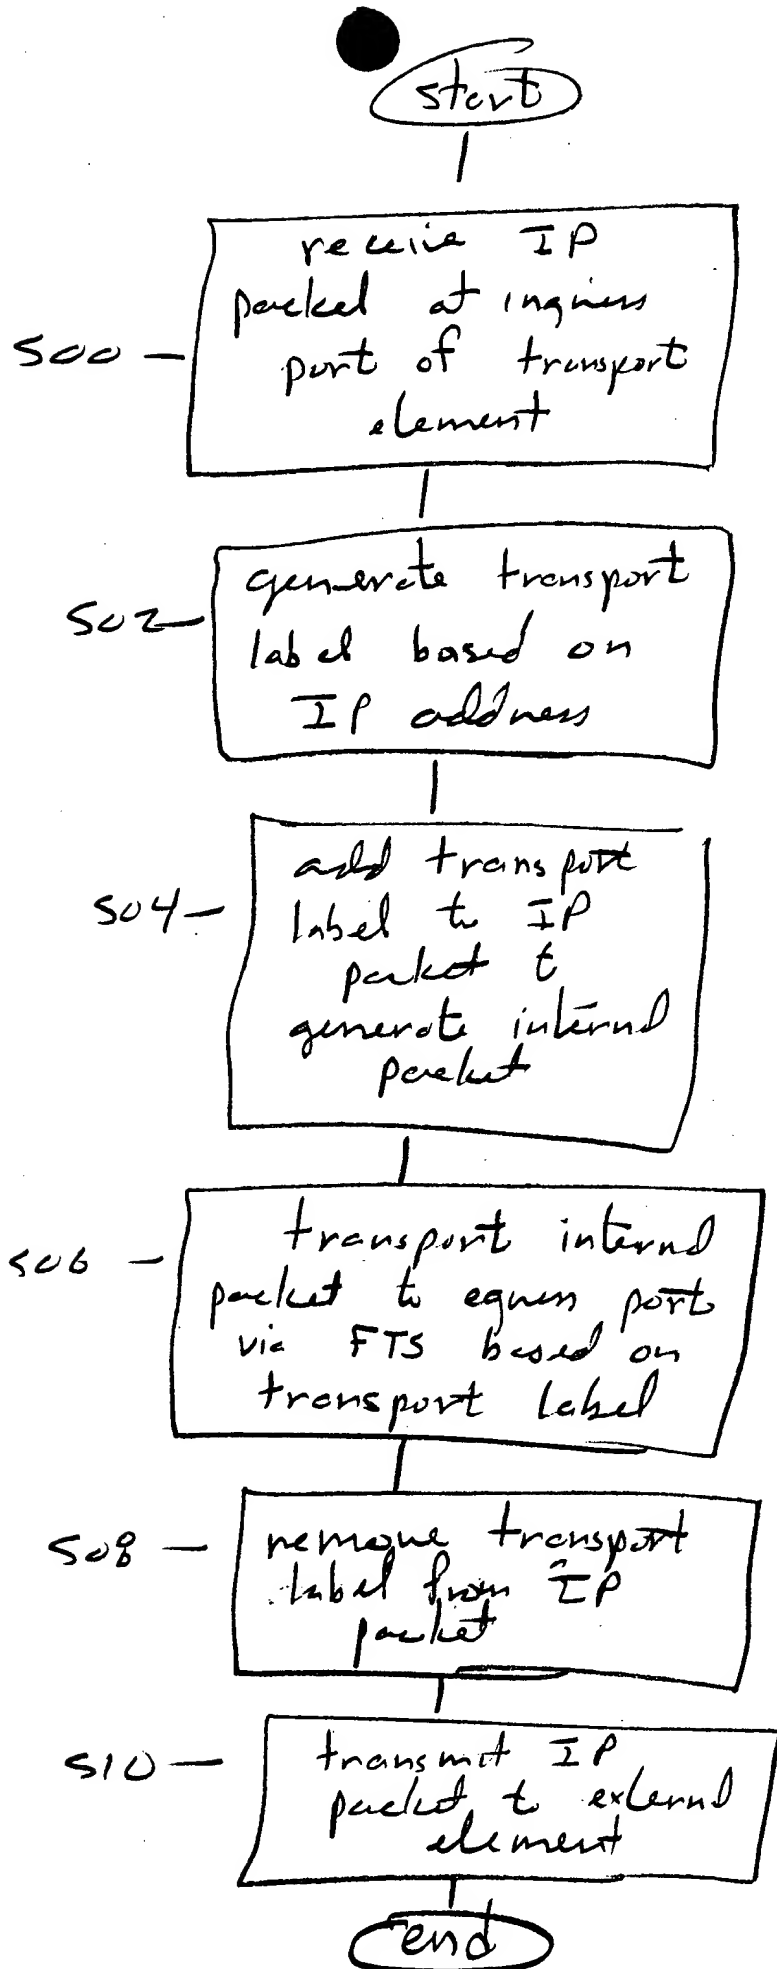 start
receive IP
packet at ingress
500 — port of transport
element
generate transport
502 — label based on
IP address
add transport
504 — label to IP
packet to
generate internal
packet
506 — transport internal
packet to egress port
via FTS based on
transport label
508 — remove transport
label from IP
packet
510 — transmit IP
packet to external
element
end